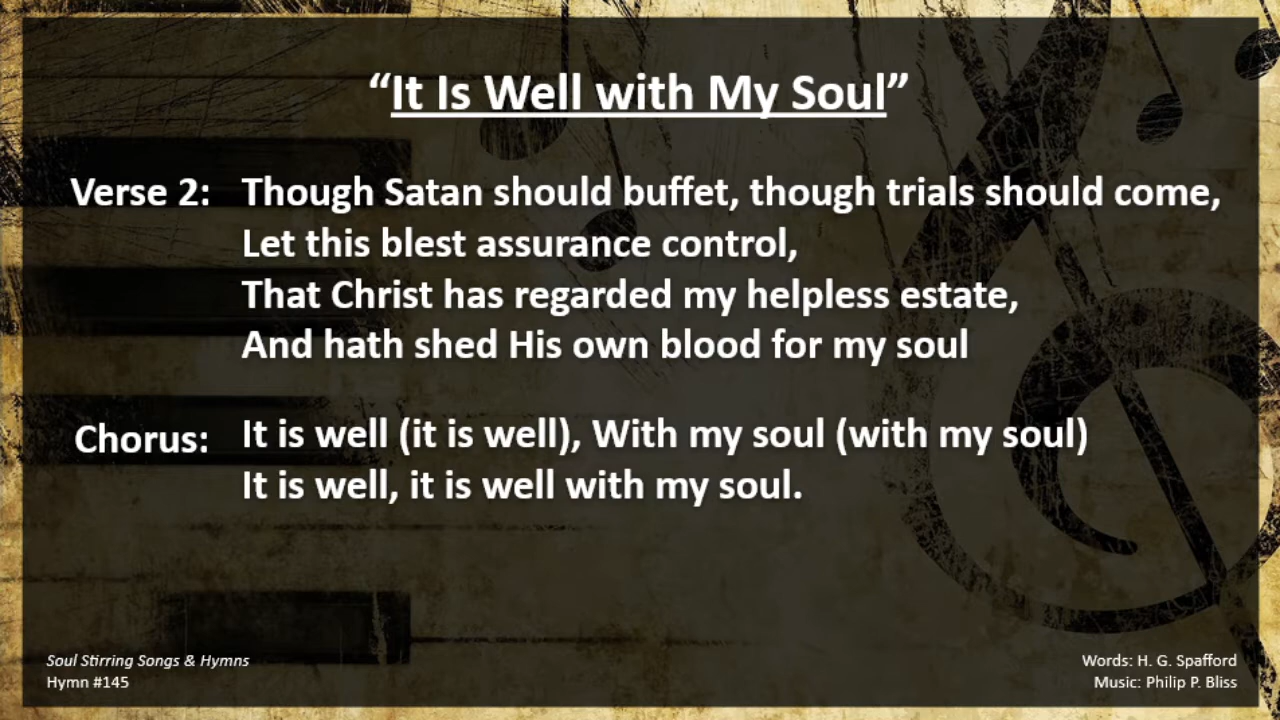 “It Is Well with My Soul”
Verse 2: Though Satan should buffet, though trials should come,
Let this blest assurance control,
That Christ has regarded my helpless estate,
And hath shed His own blood for my soul
Chorus: It is well (it is well), With my soul (with my soul)
It is well, it is well with my soul.
Soul Stirring Songs & Hymns
Hymn #145
Words: H. G. Spafford
Music: Philip P. Bliss